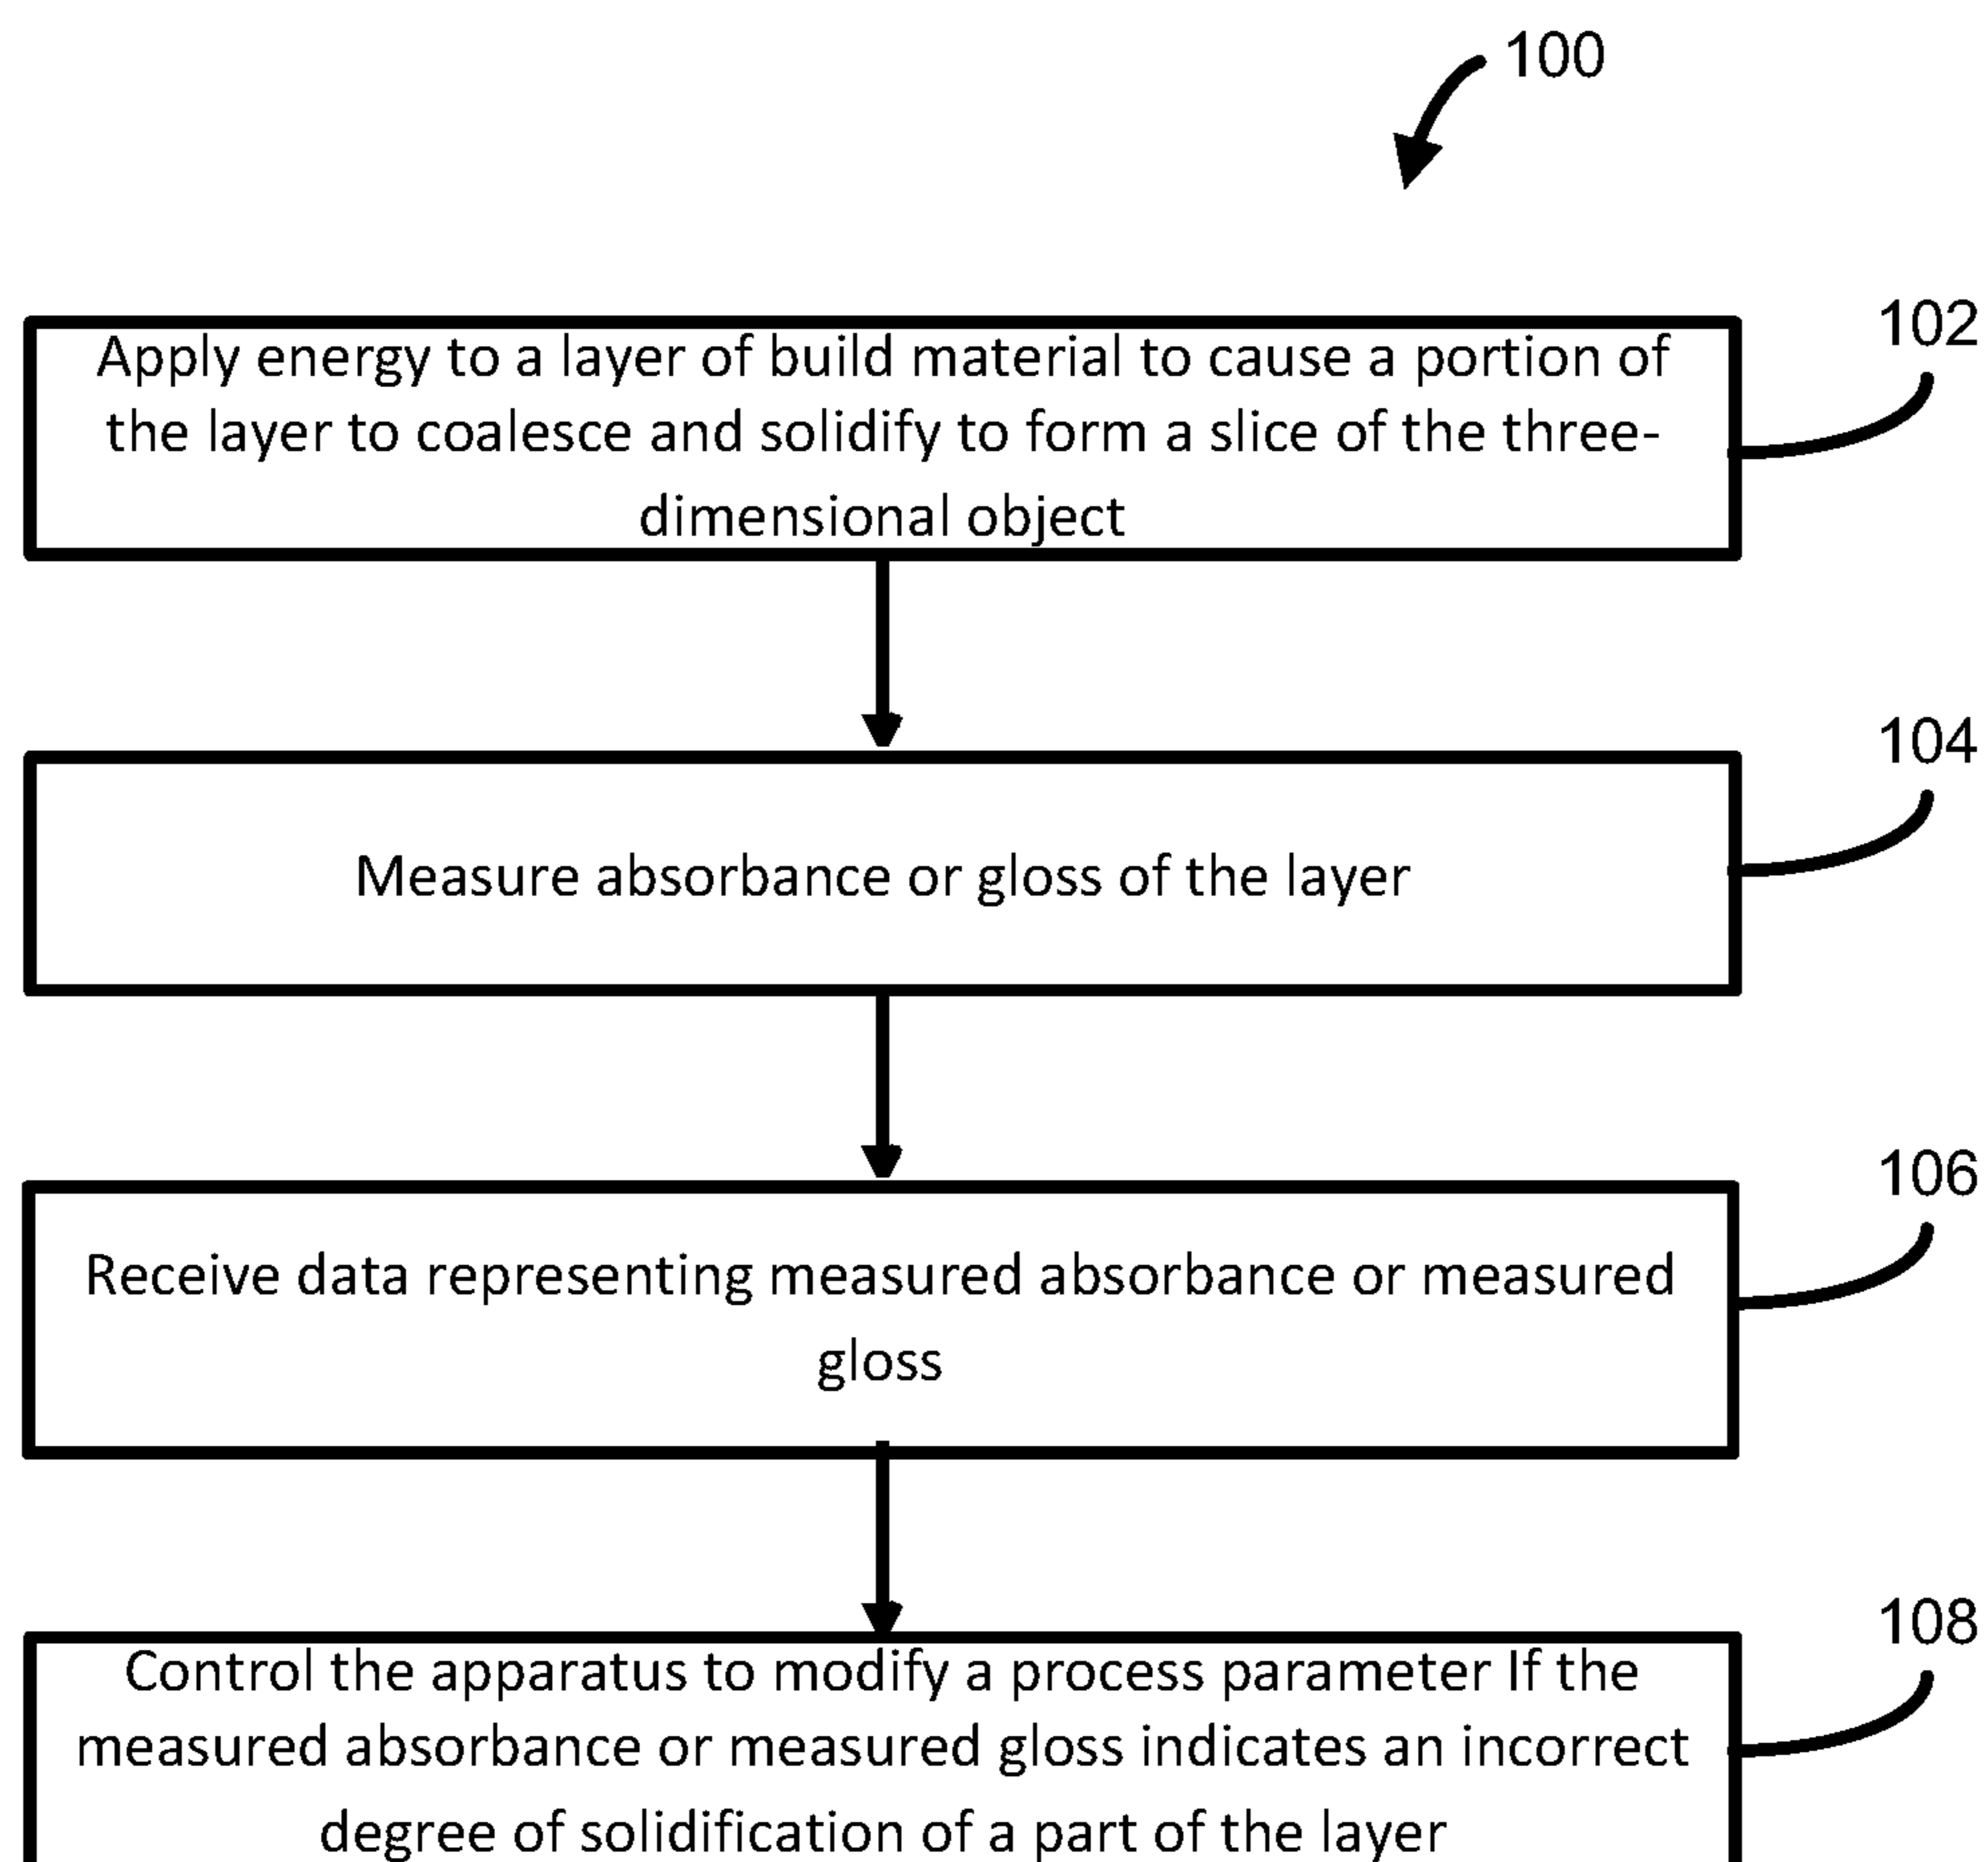 100
102
Apply energy to a layer of build material to cause a portion of
the layer to coalesce and solidify to form a slice of the three-
dimensional object
104
Measure absorbance or gloss of the layer
106
Receive data representing measured absorbance or measured
gloss
108
Control the apparatus to modify a process parameter If the
measured absorbance or measured gloss indicates an incorrect
degree of solidification of a part of the layer